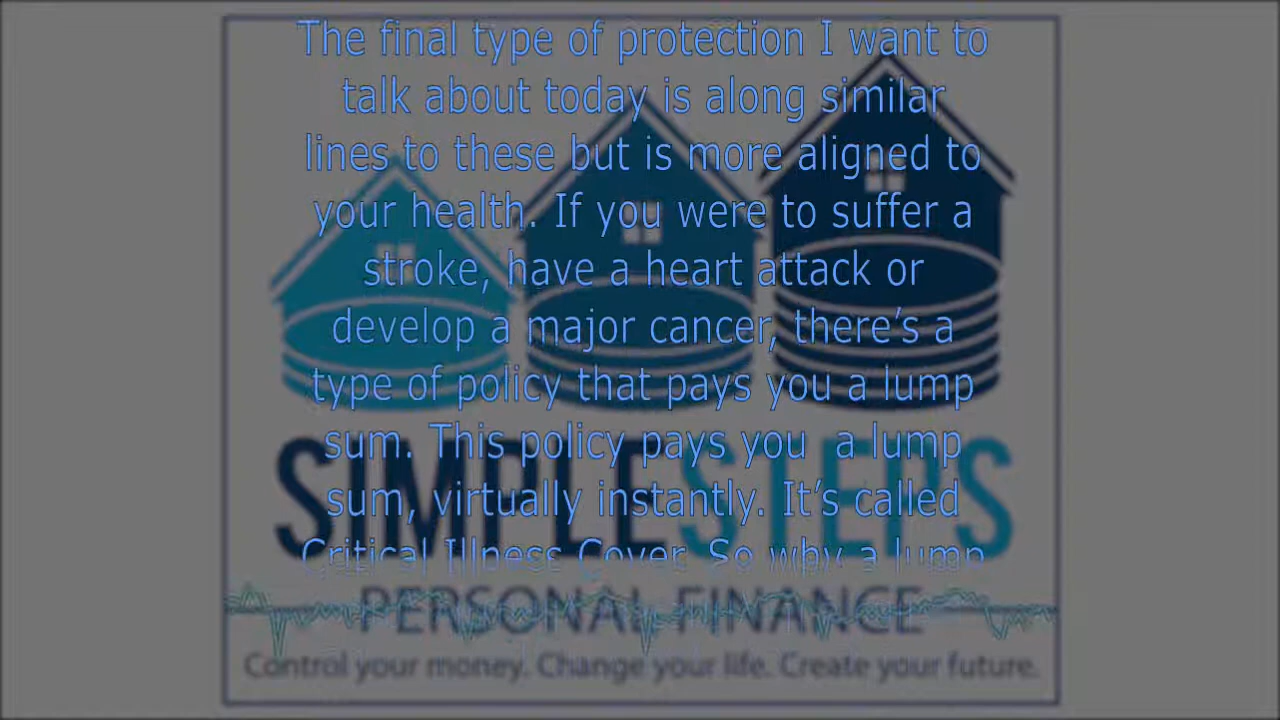 The final type of protection I want to
talk about today is along similar
lines to these but is more aligned to
your health. If you were to suffer a
stroke, have a heart attack or
develop a major cancer, there’s a
type of policy that pays you a lump
sum. This policy pays you  a lump
sum, virtually instantly. It’s called
Critical Illness Cover. So why a lump
SIMPLESTEPS
PERSONAL FINANCE
Control your money. Change your life. Create your future.